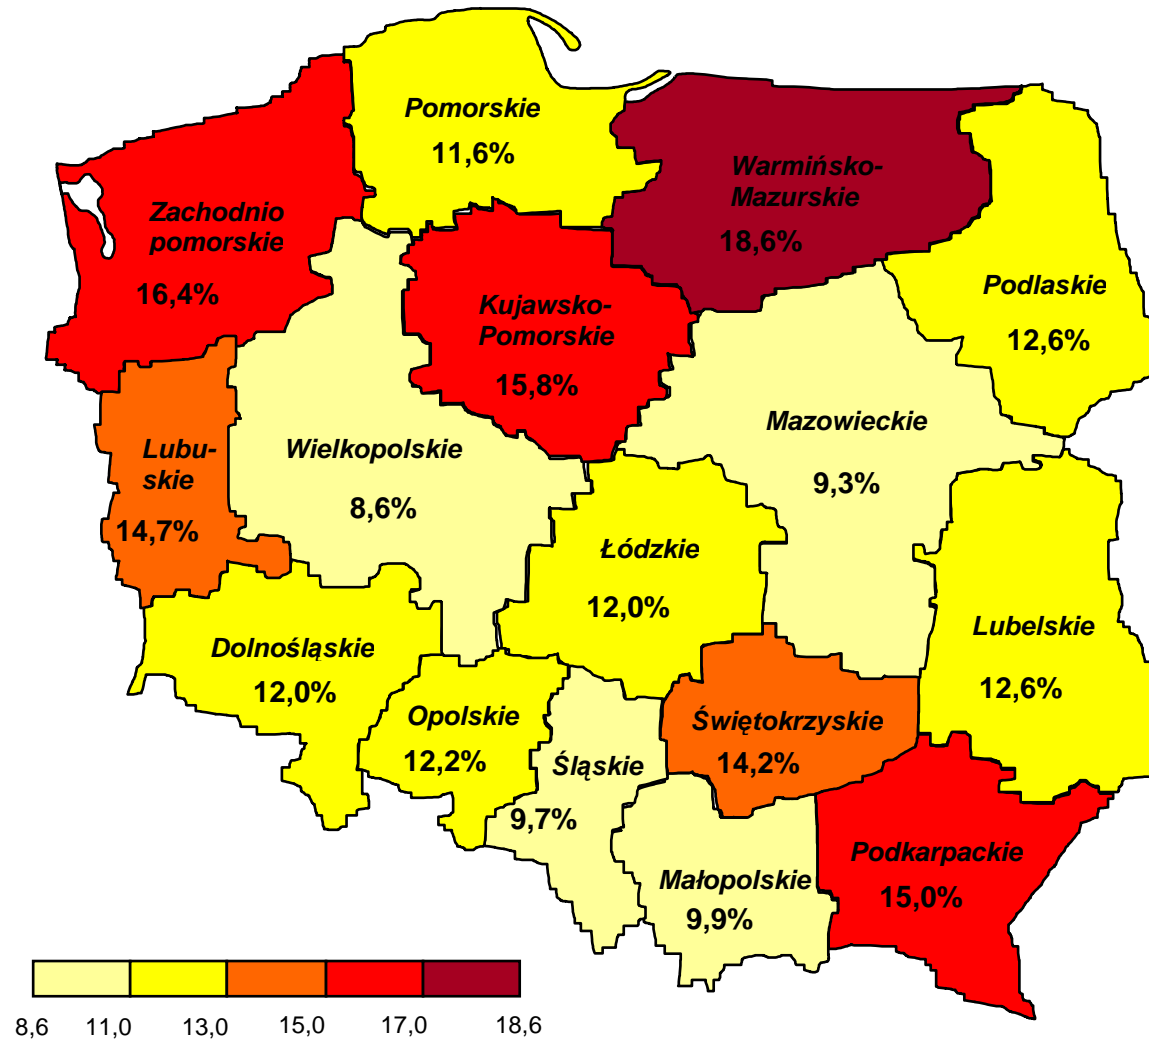 Pomorskie
11,6%
Warmińsko-
Mazurskie
18,6%
Zachodnio
pomorskie
16,4%
Podlaskie
12,6%
Kujawsko-
Pomorskie
15,8%
Mazowieckie
9,3%
Lubu-
skie
14,7%
Wielkopolskie
8,6%
Łódzkie
12,0%
Lubelskie
12,6%
Dolnośląskie
12,0%
Opolskie
12,2%
Śląskie
9,7%
Świętokrzyskie
14,2%
Małopolskie
9,9%
Podkarpackie
15,0%
8,6 11,0 13,0 15,0 17,0 18,6